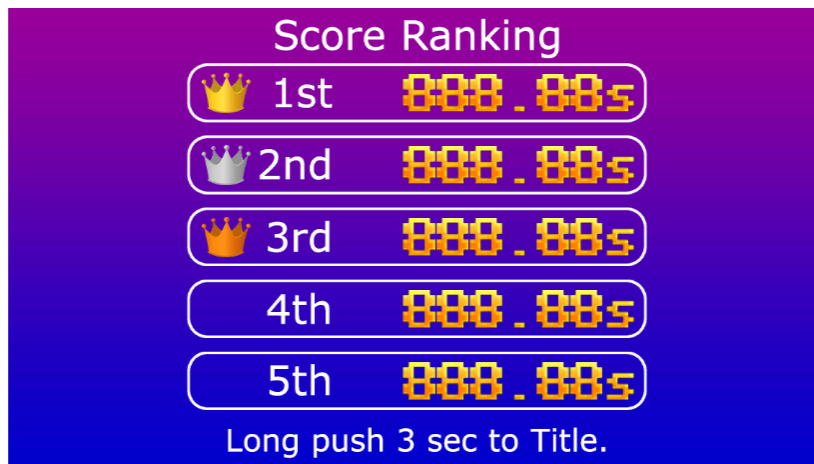 Score Ranking
1st 888.88s
2nd 888.88s
3rd 888.88s
4th 888.88s
5th 888.88s
Long push 3 sec to Title.